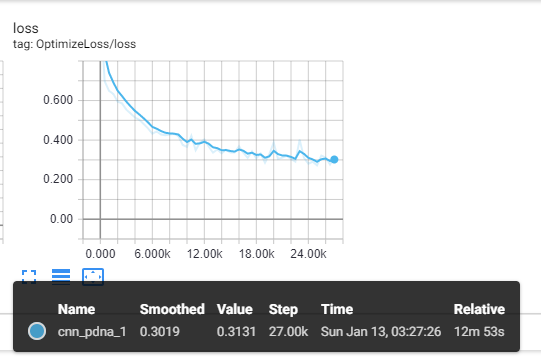 loss
tag: OptimizeLoss/loss
0.600
0.400
0.200
0.00
0.000 6.000k 12.00k 18.00k 24.00k
Name Smoothed Value Step Time Relative
cnn_pdna_1 0.3019 0.3131 27.00k Sun Jan 13, 03:27:26 12m 53s